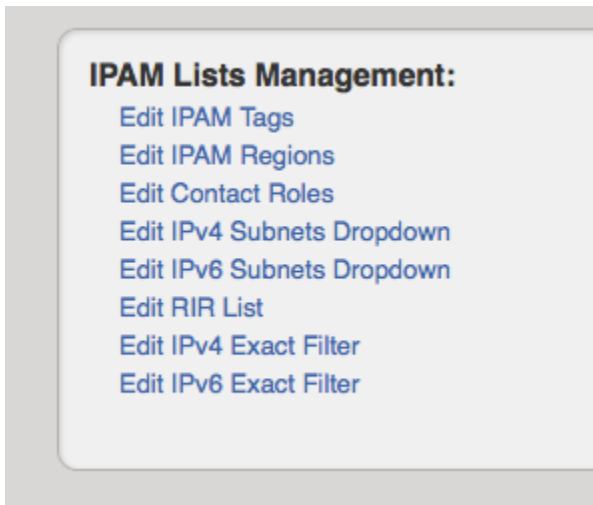 IPAM Lists Management:
Edit IPAM Tags
Edit IPAM Regions
Edit Contact Roles
Edit IPv4 Subnets Dropdown
Edit IPv6 Subnets Dropdown
Edit RIR List
Edit IPv4 Exact Filter
Edit IPv6 Exact Filter